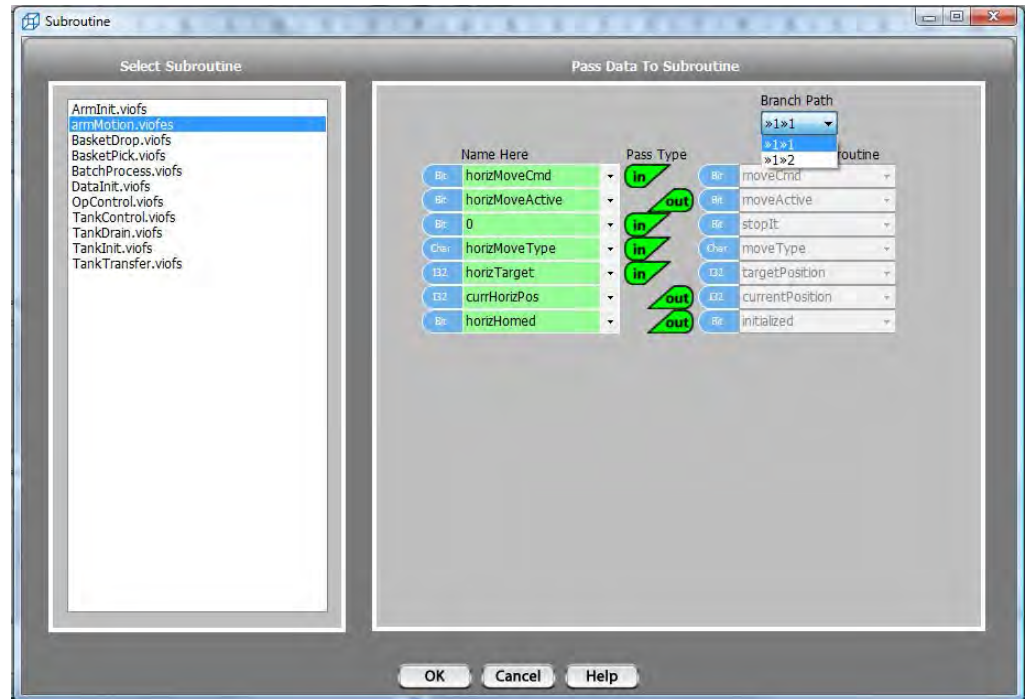 Subroutine
Select Subroutine
Pass Data To Subroutine
ArmInit.viofs
armMotion.viofes
BasketDrop.viofs
BasketPick.viofs
BatchProcess.viofs
DataInit.viofs
OpControl.viofs
TankControl.viofs
TankDrain.viofs
TankInit.viofs
TankTransfer.viofs
Branch Path
»1»1
»1»1
»1»2
Name Here Pass Type routine
Bit horizMoveCmd in Bit moveCmd
Bit horizMoveActive out Bit moveActive
Bit 0 in Bit stopIt
Char horizMoveType in Char moveType
I32 horizTarget in I32 targetPosition
I32 currHorizPos out I32 currentPosition
Bit horizHomed out Bit initialized
OK Cancel Help